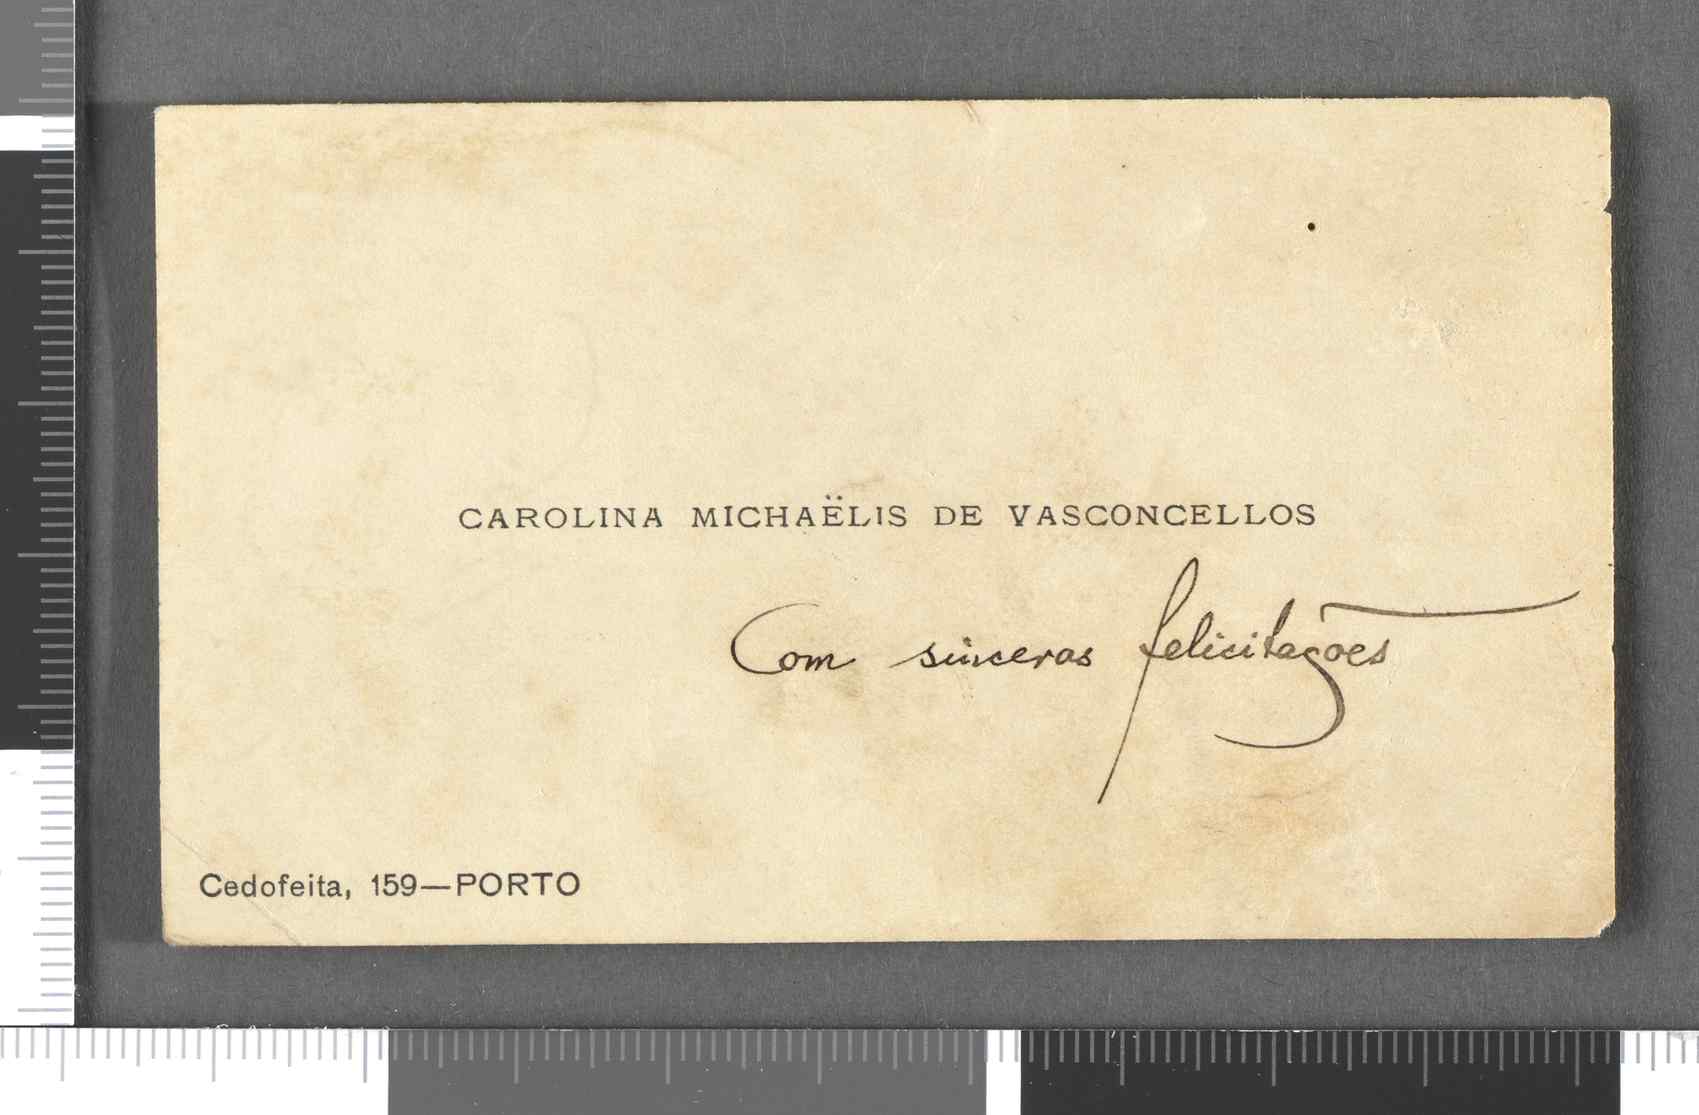 CAROLINA MICHAËLIS DE VASCONCELLOS
Com sinceras felicitações
Cedofeita, 159—PORTO